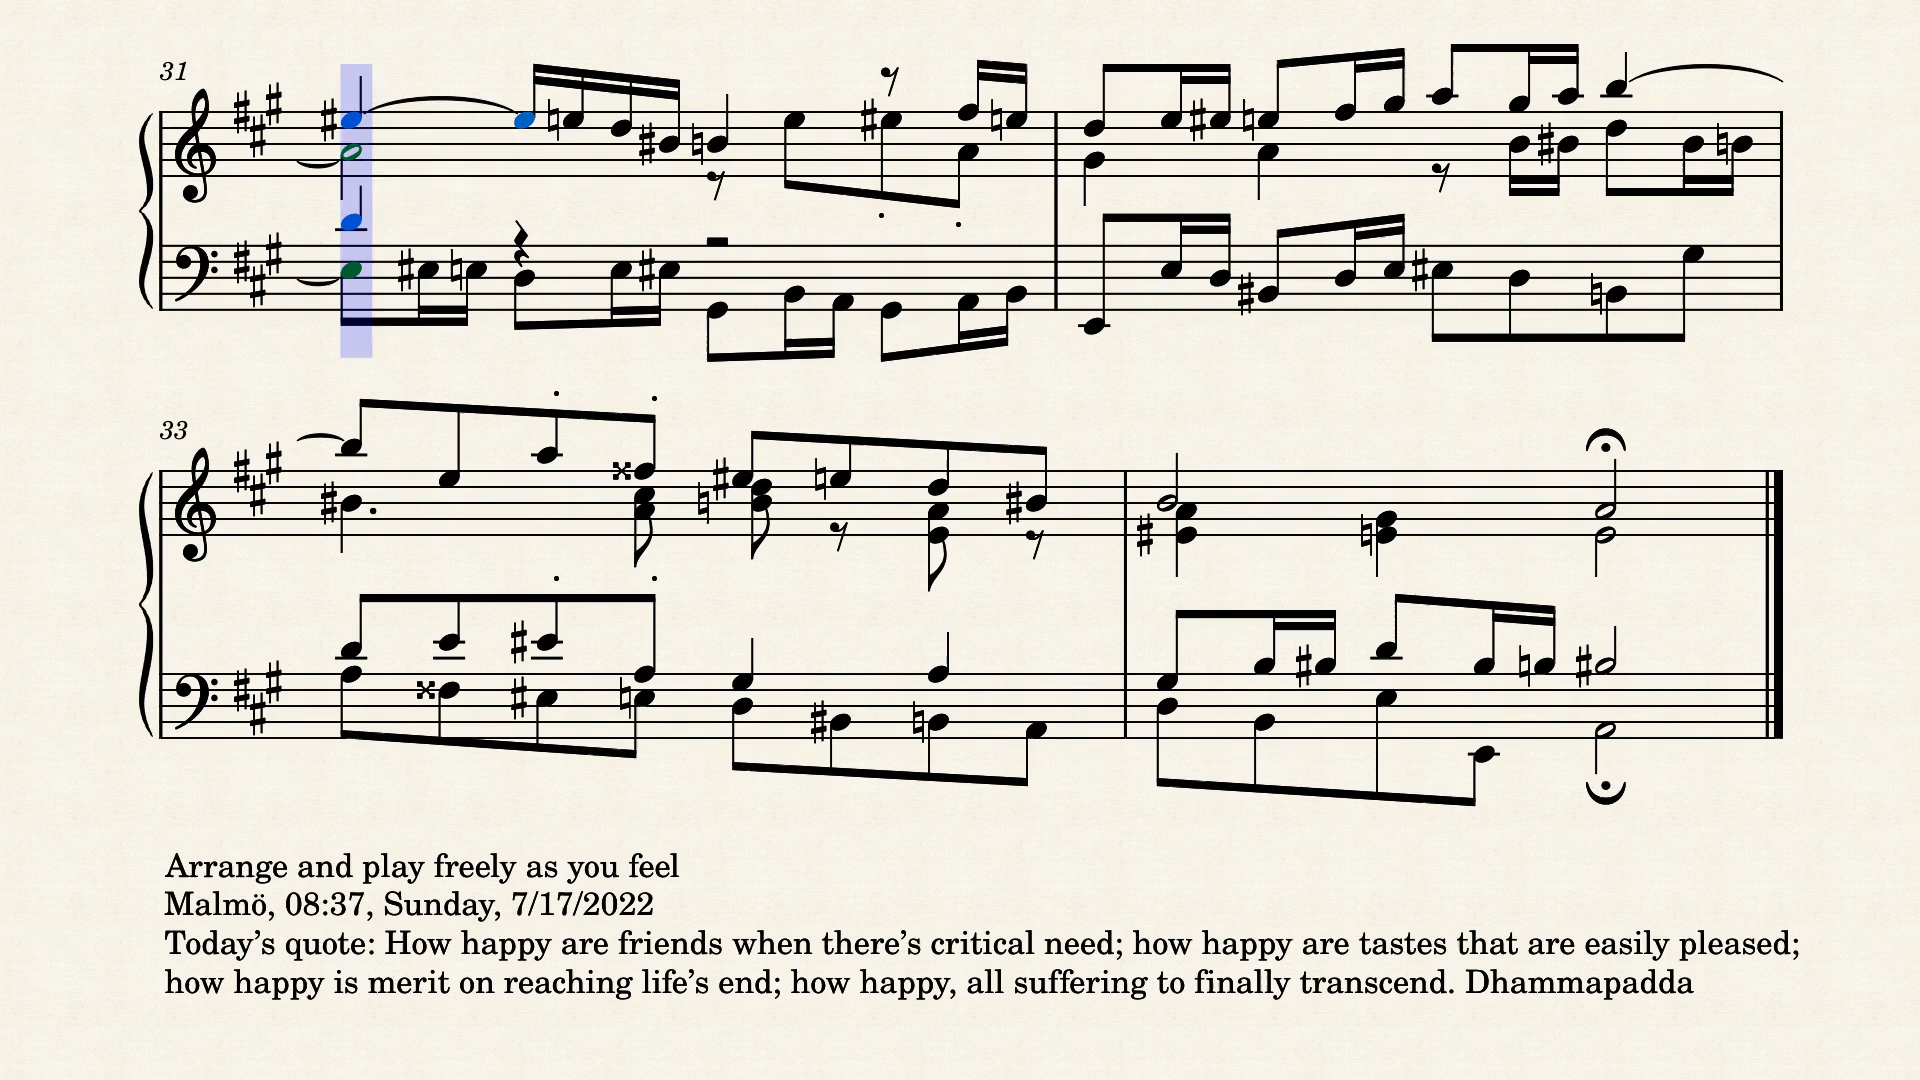 31
33
Arrange and play freely as you feel
Malmö, 08:37, Sunday, 7/17/2022
Today’s quote: How happy are friends when there’s critical need; how happy are tastes that are easily pleased;
how happy is merit on reaching life’s end; how happy, all suffering to finally transcend. Dhammapadda